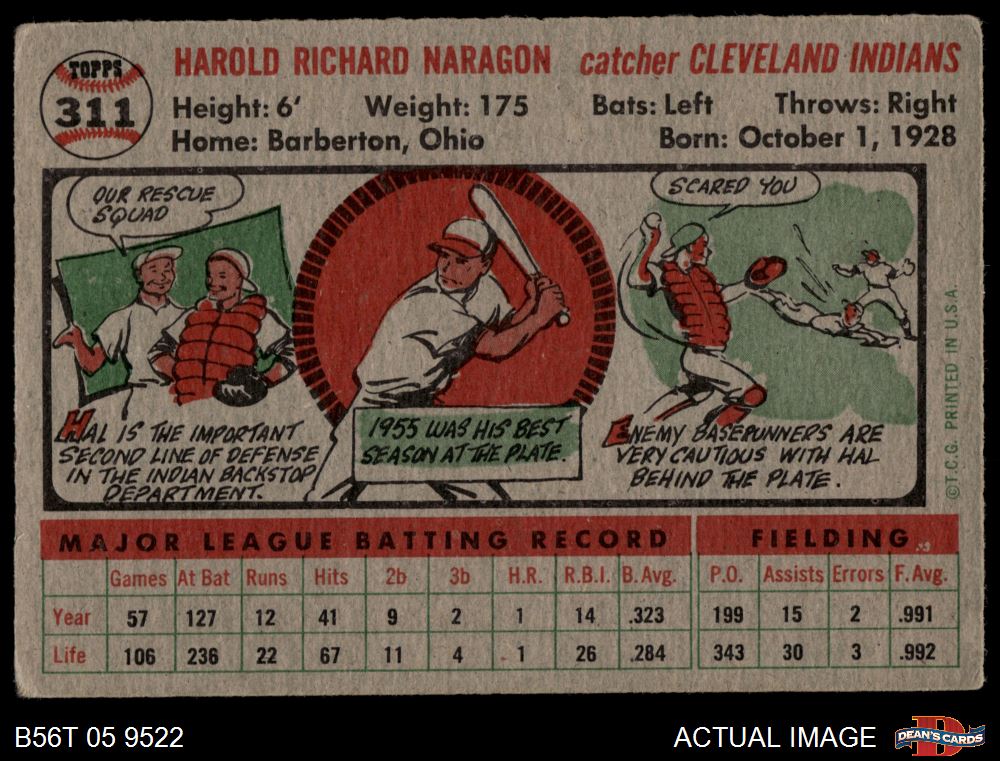 TOPPS
311
HAROLD RICHARD NARAGON catcher CLEVELAND INDIANS
Height: 6' Weight: 175 Bats: Left Throws: Right
Home: Barberton, Ohio Born: October 1, 1928
OUR RESCUE
SQUAD
HAL IS THE IMPORTANT
SECOND LINE OF DEFENSE
IN THE INDIAN BACKSTOP
DEPARTMENT.
1955 WAS HIS BEST
SEASON AT THE PLATE.
SCARED YOU
ENEMY BASERUNNERS ARE
VERY CAUTIOUS WITH HAL
BEHIND THE PLATE.
© T.C.G. PRINTED IN U.S.A.
MAJOR LEAGUE BATTING RECORD FIELDING
Games At Bat Runs Hits 2b 3b H.R. R.B.I. B. Avg. P.O. Assists Errors F. Avg.
Year 57 127 12 41 9 2 1 14 .323 199 15 2 .991
Life 106 236 22 67 11 4 1 26 .284 343 30 3 .992
B56T 05 9522 ACTUAL IMAGE
D
DEAN'S CARDS